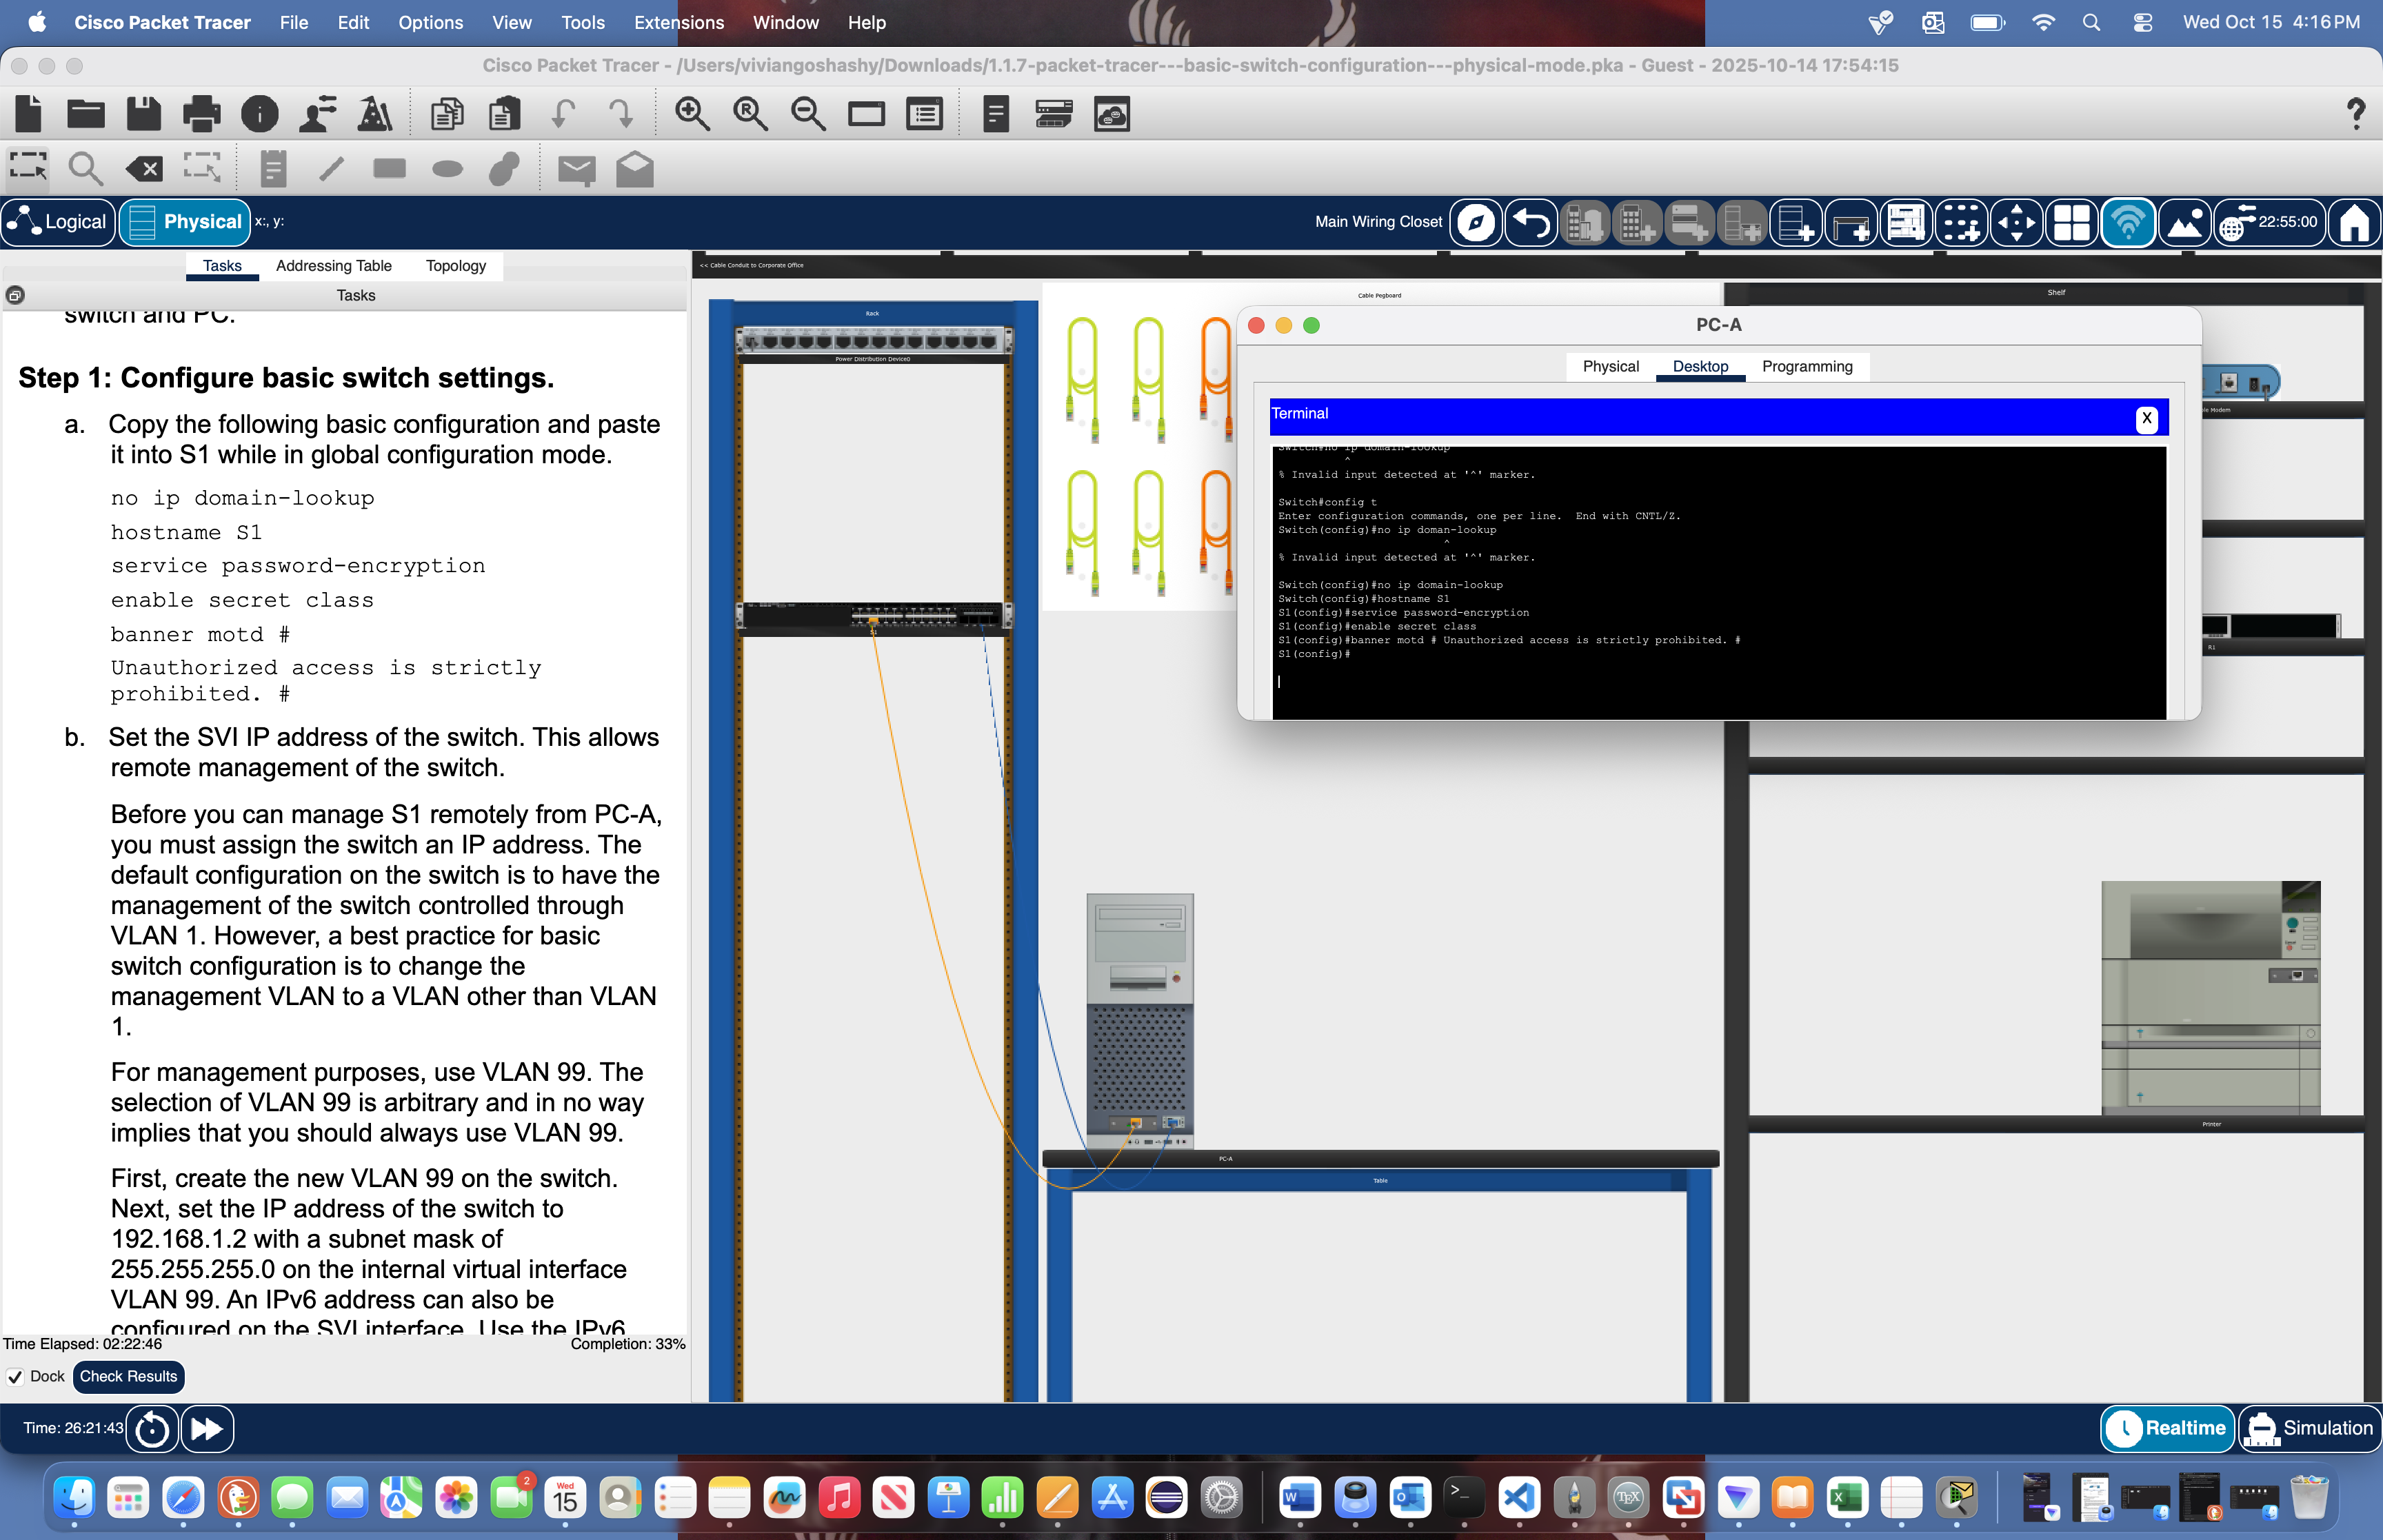 Cisco Packet Tracer File Edit Options View Tools Extensions Window Help
Wed Oct 15 4:16 PM
Cisco Packet Tracer - /Users/viviangoshashy/Downloads/1.1.7-packet-tracer---basic-switch-configuration---physical-mode.pka - Guest - 2025-10-14 17:54:15
Logical Physical x:, y:
Main Wiring Closet
22:55:00
Tasks Addressing Table Topology
Tasks
switch and PC.
Step 1: Configure basic switch settings.
a. Copy the following basic configuration and paste
it into S1 while in global configuration mode.
no ip domain-lookup
hostname S1
service password-encryption
enable secret class
banner motd #
Unauthorized access is strictly
prohibited. #
b. Set the SVI IP address of the switch. This allows
remote management of the switch.
Before you can manage S1 remotely from PC-A,
you must assign the switch an IP address. The
default configuration on the switch is to have the
management of the switch controlled through
VLAN 1. However, a best practice for basic
switch configuration is to change the
management VLAN to a VLAN other than VLAN
1.
For management purposes, use VLAN 99. The
selection of VLAN 99 is arbitrary and in no way
implies that you should always use VLAN 99.
First, create the new VLAN 99 on the switch.
Next, set the IP address of the switch to
192.168.1.2 with a subnet mask of
255.255.255.0 on the internal virtual interface
VLAN 99. An IPv6 address can also be
configured on the SVI interface. Use the IPv6
Time Elapsed: 02:22:46 Completion: 33%
Dock Check Results
<< Cable Conduit to Corporate Office
Rack
Power Distribution Device0
S1
Cable Pegboard
Shelf
PC-A
Physical Desktop Programming
Terminal
X
Switch#no ip domain-lookup
^
% Invalid input detected at '^' marker.
Switch#config t
Enter configuration commands, one per line. End with CNTL/Z.
Switch(config)#no ip doman-lookup
^
% Invalid input detected at '^' marker.
Switch(config)#no ip domain-lookup
Switch(config)#hostname S1
S1(config)#service password-encryption
S1(config)#enable secret class
S1(config)#banner motd # Unauthorized access is strictly prohibited. #
S1(config)#
Modem
R1
Printer
PC-A
Table
Time: 26:21:43
Realtime Simulation
2
Wed
15
W
TEX
X